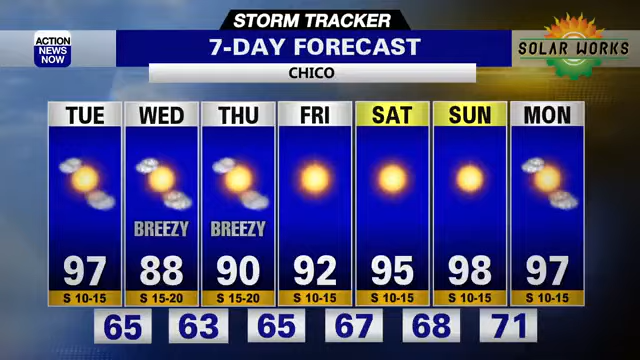 STORM TRACKER
ACTION
NEWS
NOW
7-DAY FORECAST
SOLAR WORKS
CHICO
TUE WED THU FRI SAT SUN MON
BREEZY BREEZY
97 88 90 92 95 98 97
S 10-15 S 15-20 S 15-20 S 10-15 S 10-15 S 10-15 S 10-15
65 63 65 67 68 71